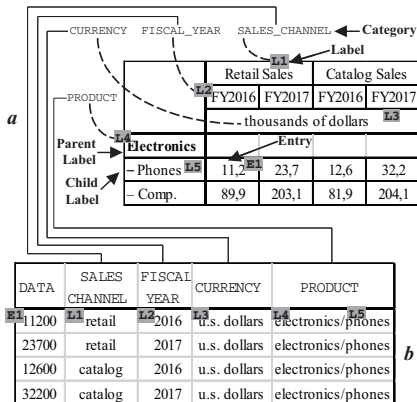 CURRENCY FISCAL_YEAR SALES_CHANNEL Category
L1 Label
Retail Sales Catalog Sales
L2 FY2016 FY2017 FY2016 FY2017
PRODUCT
a
thousands of dollars L3
L4
Parent Label Electronics
Entry
Child Label – Phones L5 11,2 E1 23,7 12,6 32,2
– Comp. 89,9 203,1 81,9 204,1
DATA SALES CHANNEL FISCAL YEAR CURRENCY PRODUCT
E1 L1 L2 L3 L4 L5
11200 retail 2016 u.s. dollars electronics/phones
23700 retail 2017 u.s. dollars electronics/phones
b
12600 catalog 2016 u.s. dollars electronics/phones
32200 catalog 2017 u.s. dollars electronics/phones